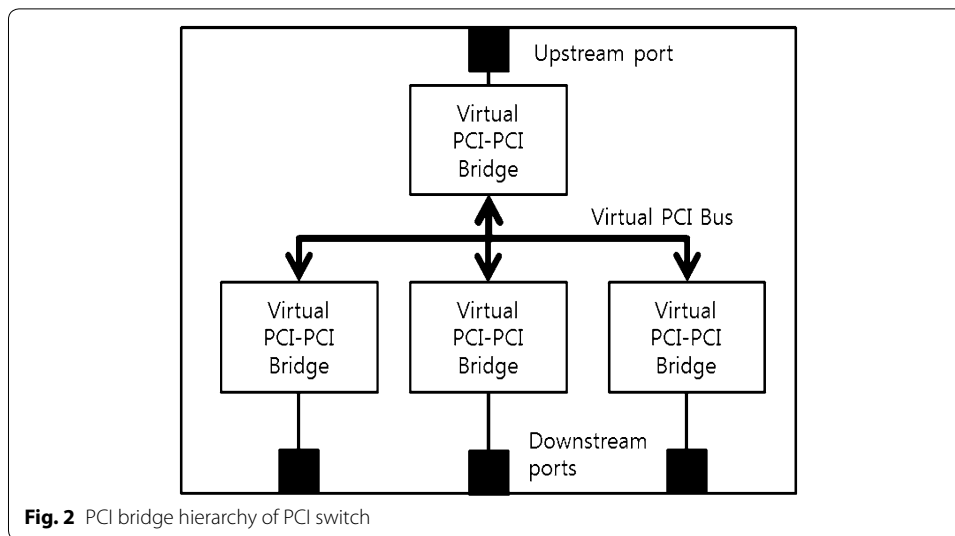 Upstream port
Virtual
PCI-PCI
Bridge
Virtual PCI Bus
Virtual
PCI-PCI
Bridge
Virtual
PCI-PCI
Bridge
Virtual
PCI-PCI
Bridge
Downstream
ports
Fig. 2 PCI bridge hierarchy of PCI switch